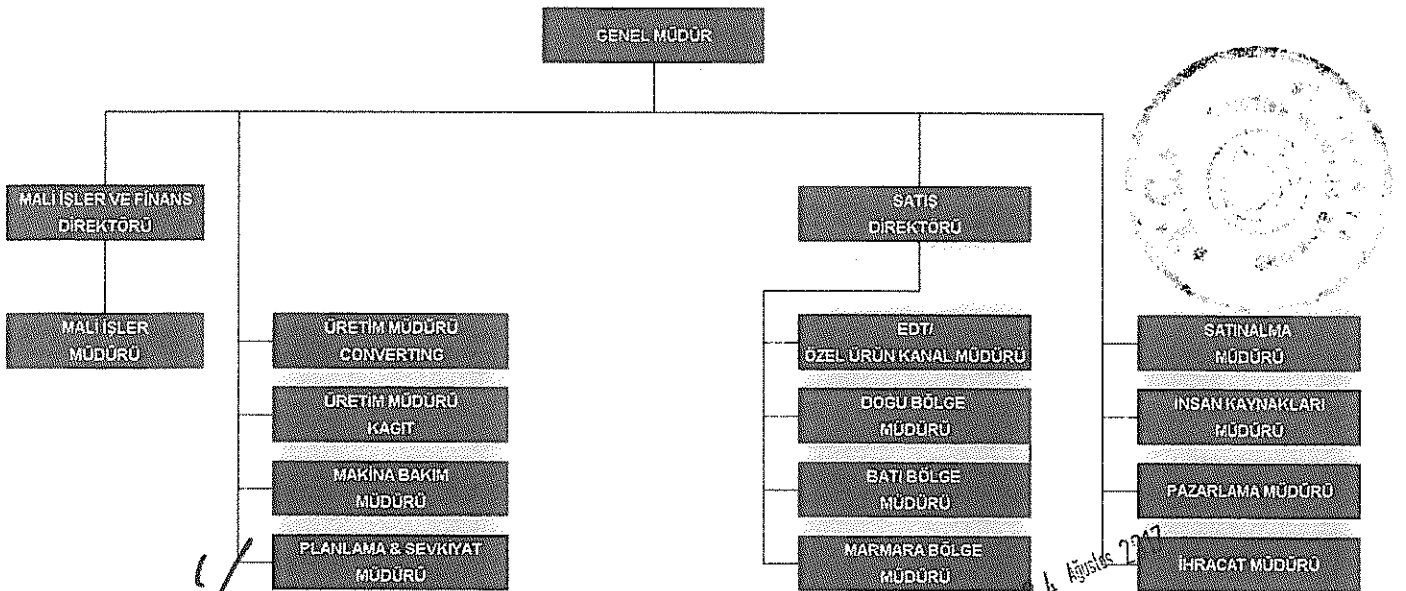 GENEL MÜDÜR
MALİ İŞLER VE FİNANS
DİREKTÖRÜ
SATIŞ
DİREKTÖRÜ
MALİ İŞLER
MÜDÜRÜ
ÜRETİM MÜDÜRÜ
CONVERTING
ÜRETİM MÜDÜRÜ
KAĞIT
MAKİNA BAKIM
MÜDÜRÜ
PLANLAMA & SEVKİYAT
MÜDÜRÜ
EDT/
ÖZEL ÜRÜN KANAL MÜDÜRÜ
DOĞU BÖLGE
MÜDÜRÜ
BATI BÖLGE
MÜDÜRÜ
MARMARA BÖLGE
MÜDÜRÜ
SATINALMA
MÜDÜRÜ
İNSAN KAYNAKLARI
MÜDÜRÜ
PAZARLAMA MÜDÜRÜ
İHRACAT MÜDÜRÜ
Ağustos